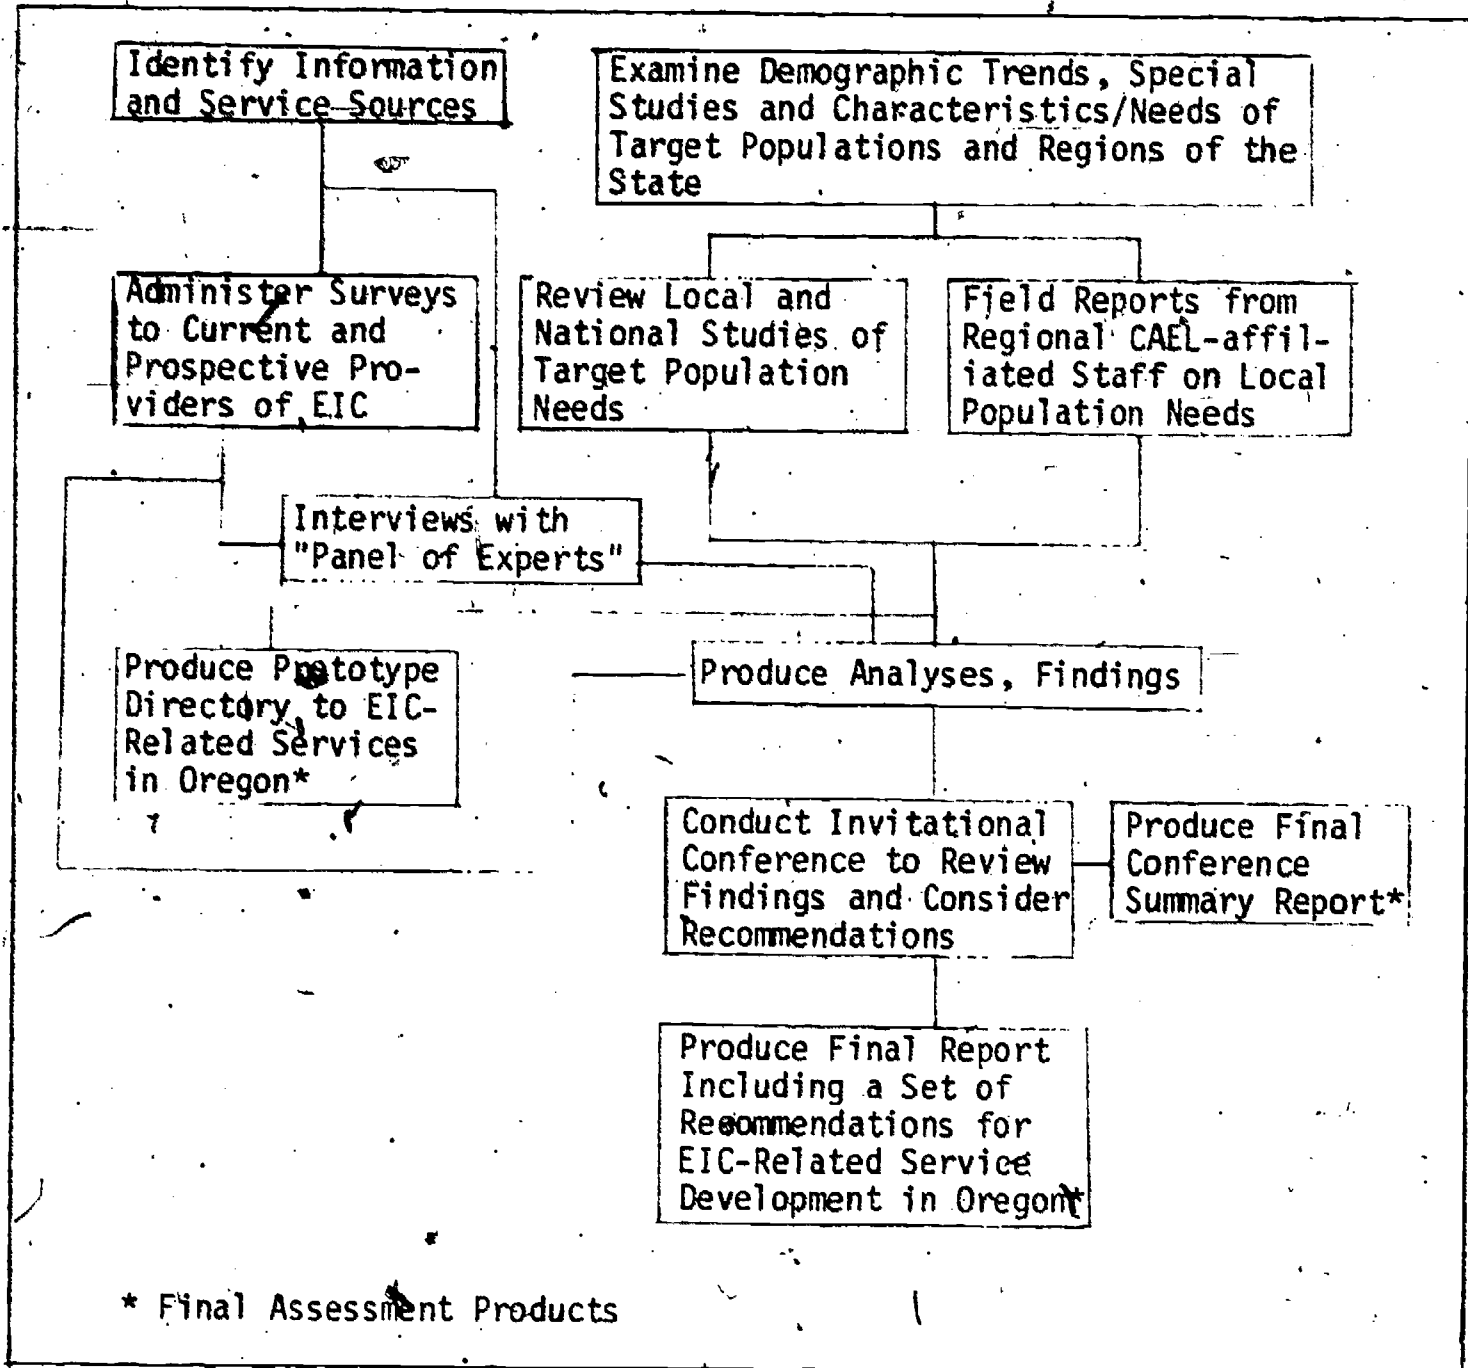 Identify Information
and Service Sources
Examine Demographic Trends, Special
Studies and Characteristics/Needs of
Target Populations and Regions of the
State
Administer Surveys
to Current and
Prospective Pro-
viders of EIC
Review Local and
National Studies of
Target Population
Needs
Field Reports from
Regional CAEL-affil-
iated Staff on Local
Population Needs
Interviews with
"Panel of Experts"
Produce Prototype
Directory to EIC-
Related Services
in Oregon*
Produce Analyses, Findings
Conduct Invitational
Conference to Review
Findings and Consider
Recommendations
Produce Final
Conference
Summary Report*
Produce Final Report
Including a Set of
Recommendations for
EIC-Related Service
Development in Oregon*
* Final Assessment Products